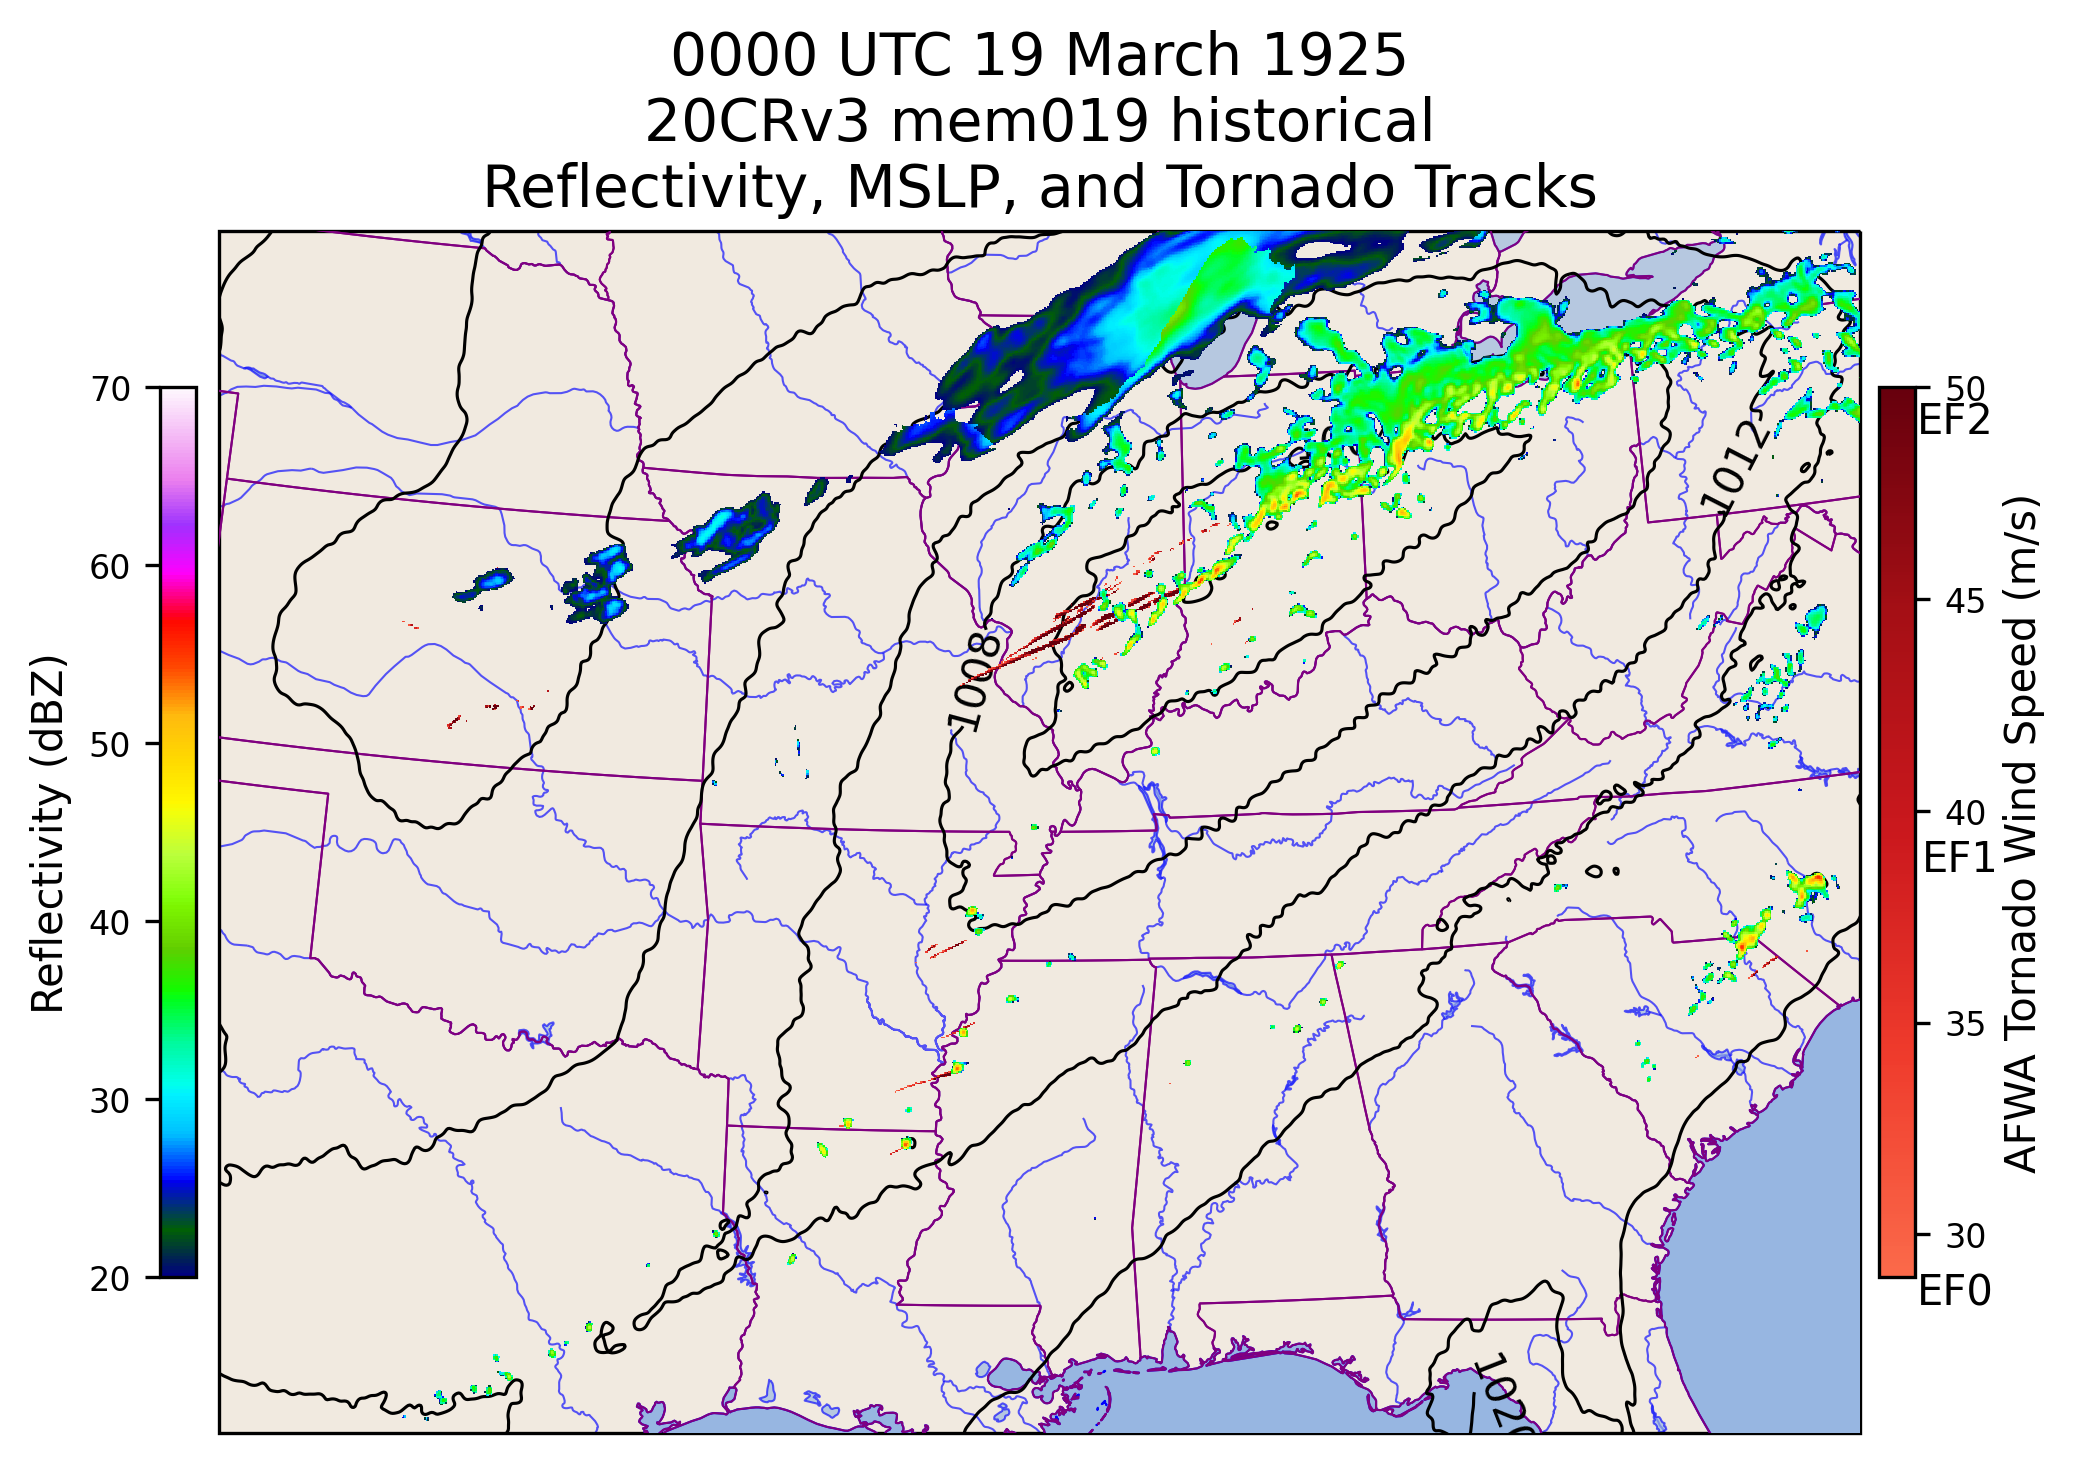 0000 UTC 19 March 1925
20CRv3 mem019 historical
Reflectivity, MSLP, and Tornado Tracks
70
60
50
40
30
20
Reflectivity (dBZ)
1012
1008
1020
50
EF2
45
40
EF1
35
30
EF0
AFWA Tornado Wind Speed (m/s)